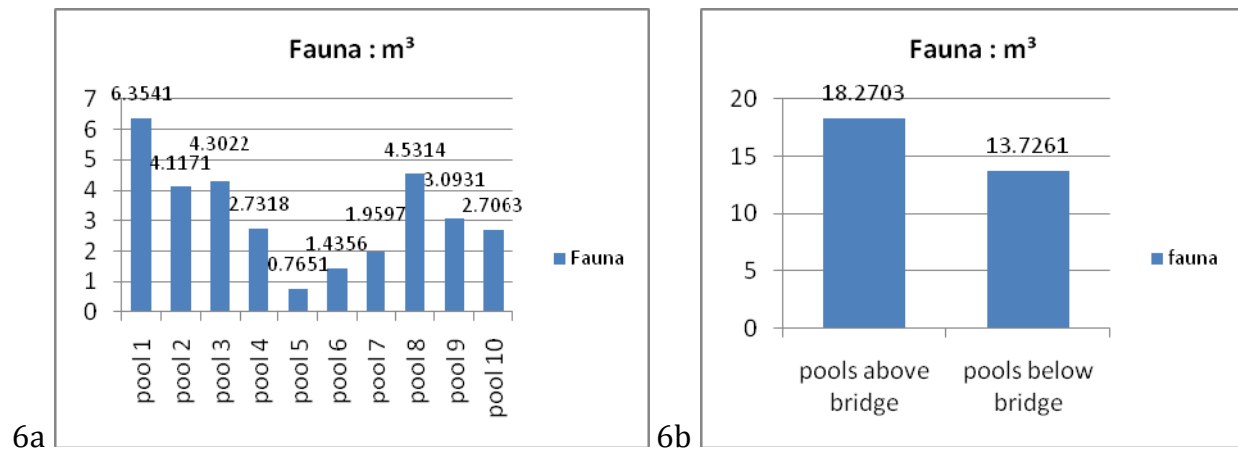 Fauna : m³
7
6
5
4
3
2
1
0
6.3541
4.1171
4.3022
2.7318
0.7651
1.4356
1.9597
4.5314
3.0931
2.7063
pool 1
pool 2
pool 3
pool 4
pool 5
pool 6
pool 7
pool 8
pool 9
pool 10
Fauna
6a
Fauna : m³
20
15
10
5
0
18.2703
13.7261
pools above
bridge
pools below
bridge
fauna
6b